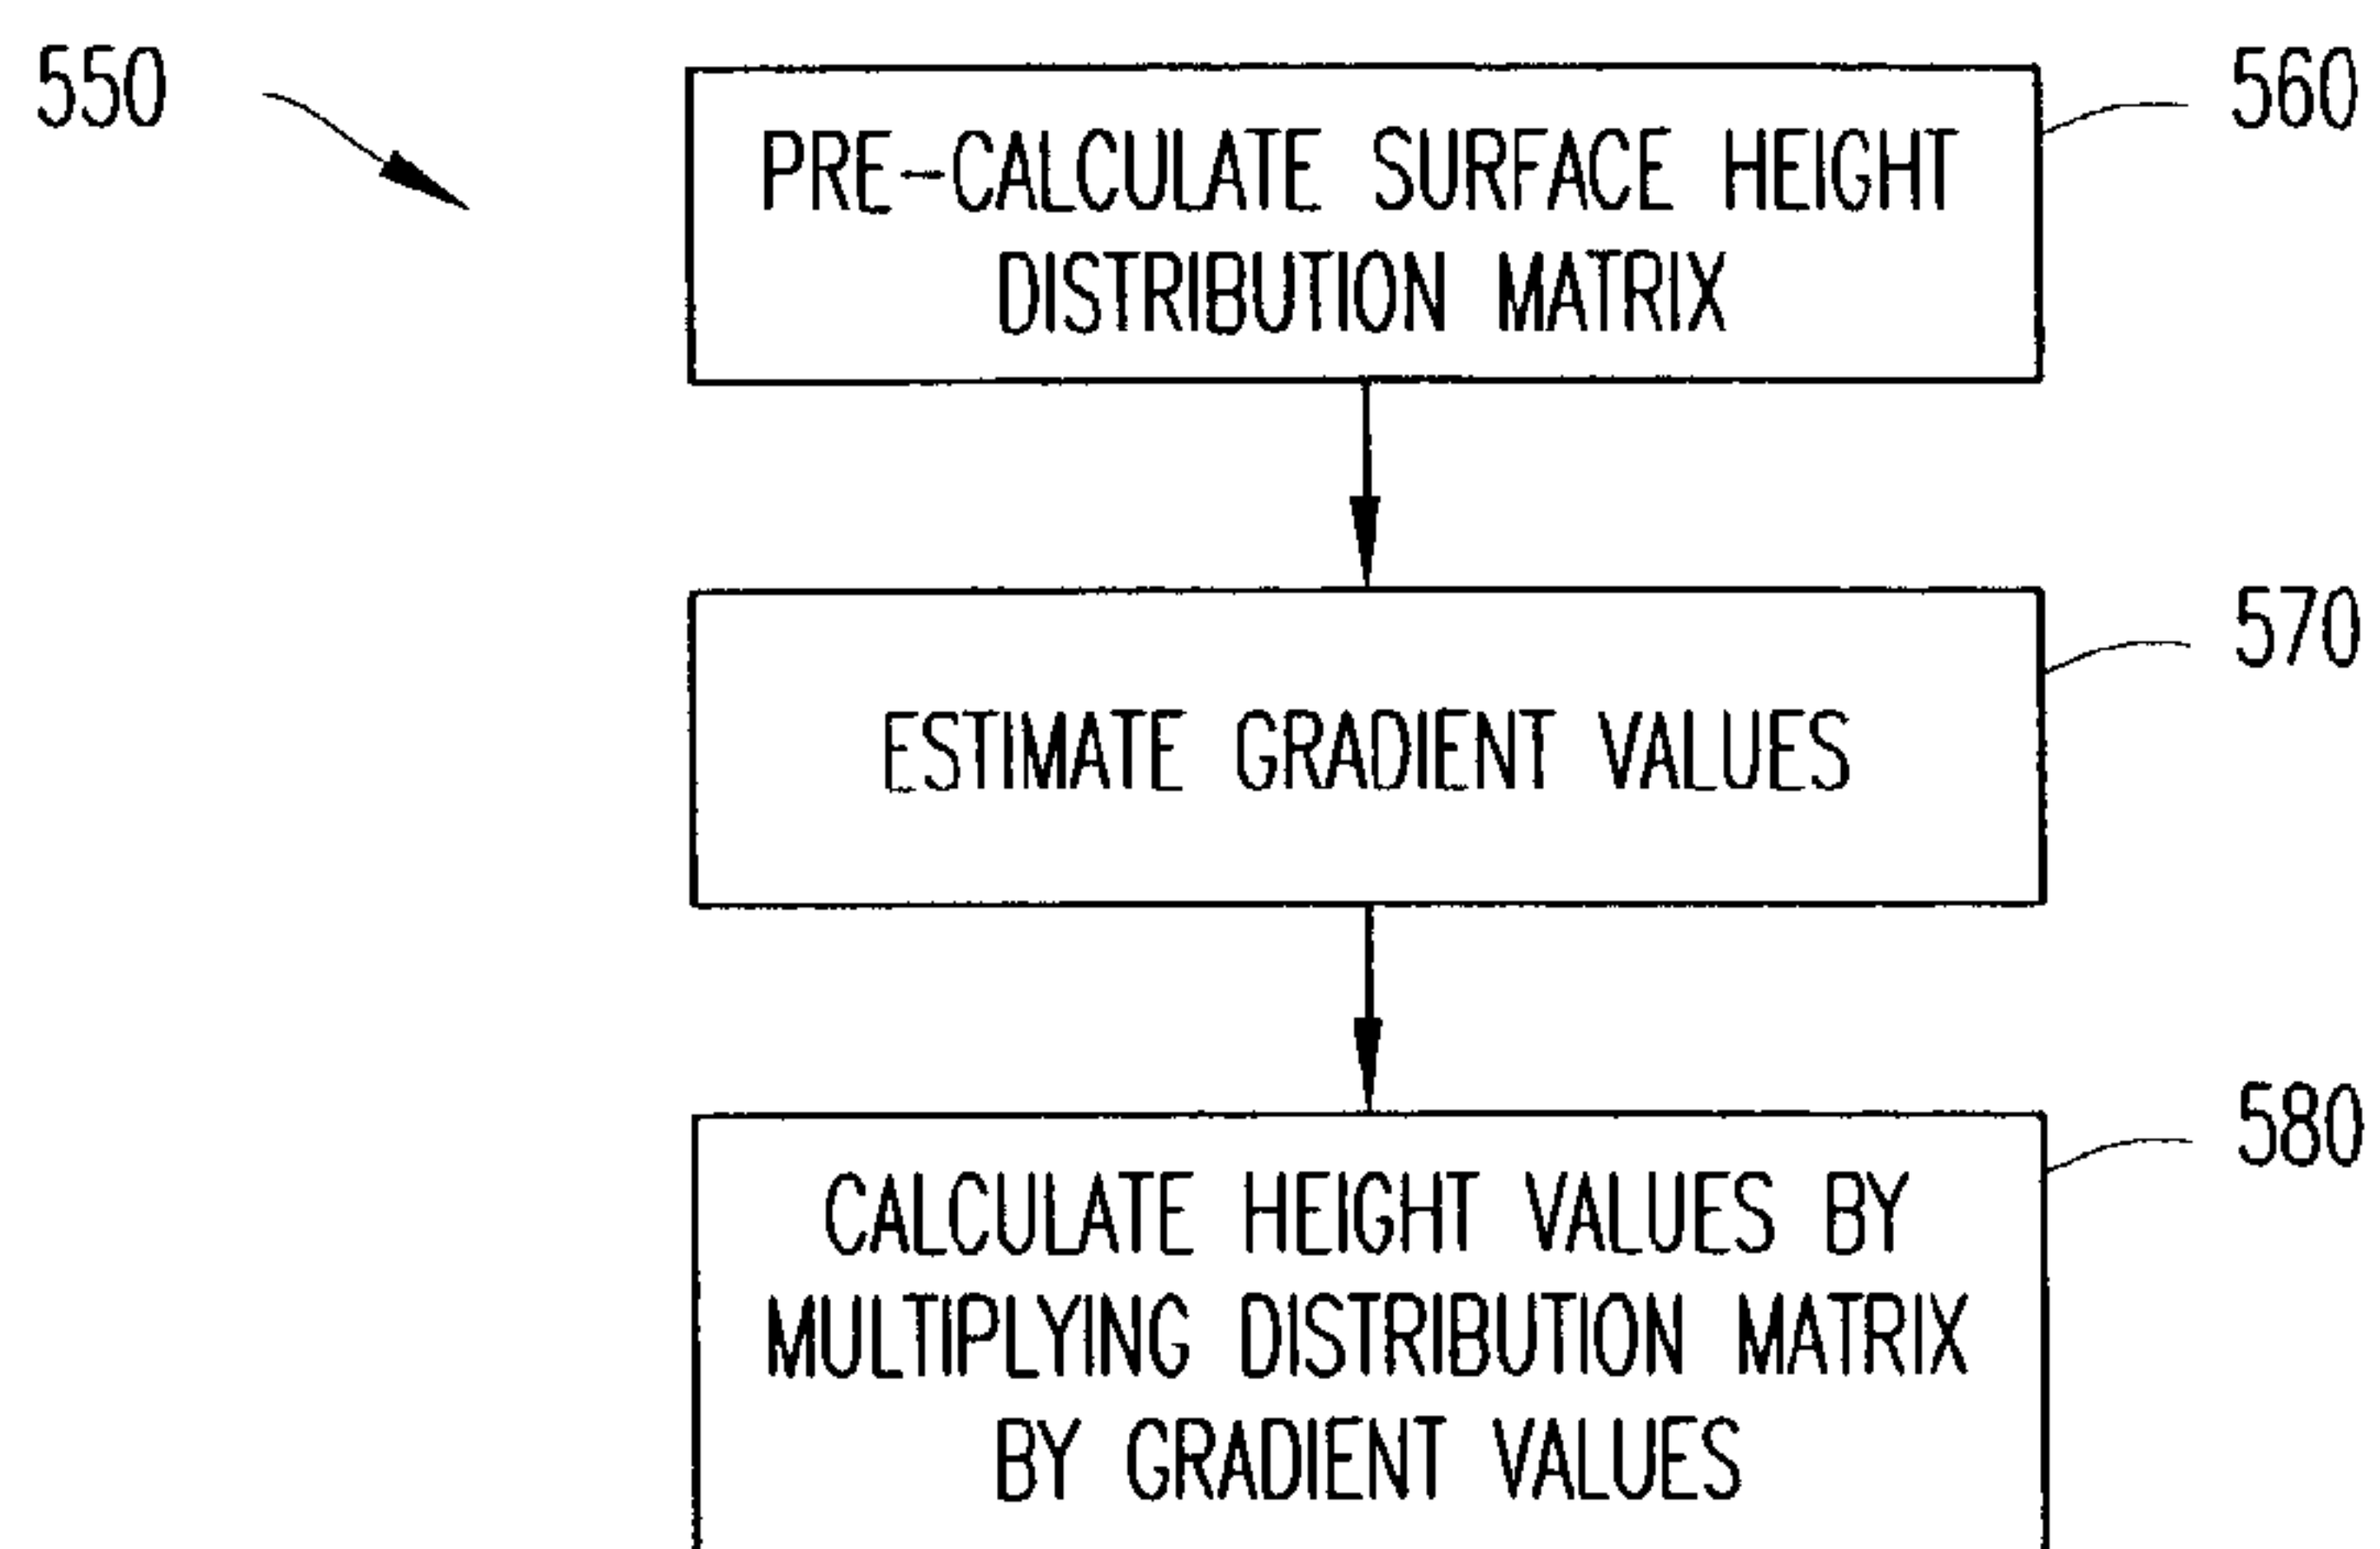 550
560
PRE-CALCULATE SURFACE HEIGHT
DISTRIBUTION MATRIX
570
ESTIMATE GRADIENT VALUES
580
CALCULATE HEIGHT VALUES BY
MULTIPLYING DISTRIBUTION MATRIX
BY GRADIENT VALUES